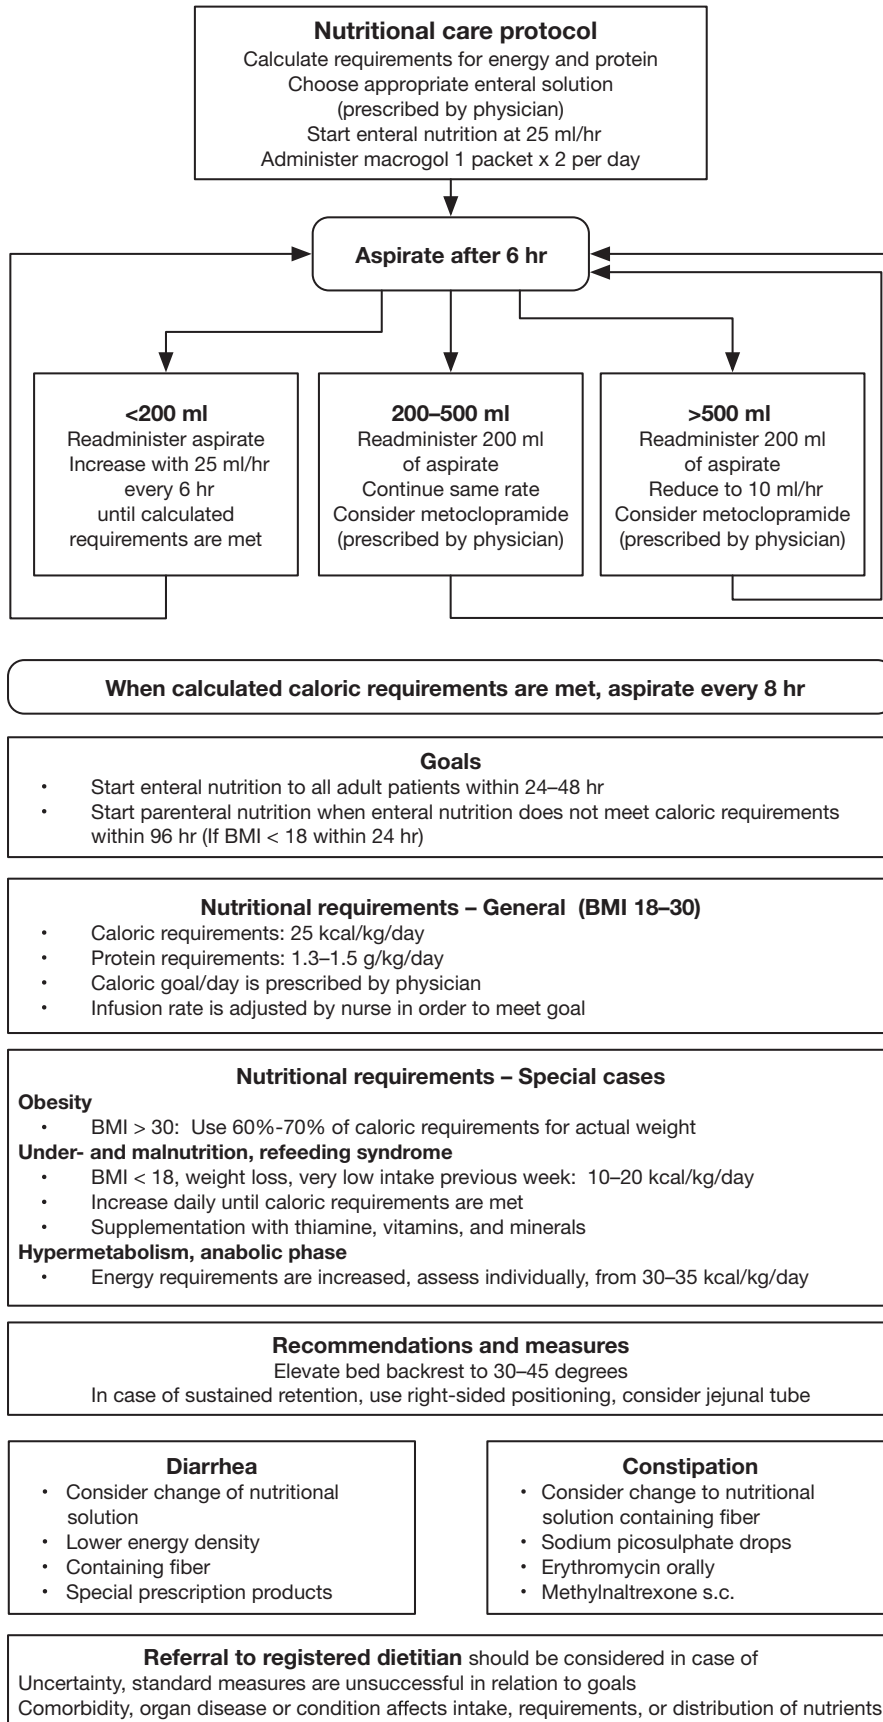 Nutritional care protocol
Calculate requirements for energy and protein
Choose appropriate enteral solution
(prescribed by physician)
Start enteral nutrition at 25 ml/hr
Administer macrogol 1 packet x 2 per day
Aspirate after 6 hr
<200 ml
Readminister aspirate
Increase with 25 ml/hr
every 6 hr
until calculated
requirements are met
200–500 ml
Readminister 200 ml
of aspirate
Continue same rate
Consider metoclopramide
(prescribed by physician)
>500 ml
Readminister 200 ml
of aspirate
Reduce to 10 ml/hr
Consider metoclopramide
(prescribed by physician)
When calculated caloric requirements are met, aspirate every 8 hr
Goals
• Start enteral nutrition to all adult patients within 24–48 hr
• Start parenteral nutrition when enteral nutrition does not meet caloric requirements
within 96 hr (If BMI < 18 within 24 hr)
Nutritional requirements – General (BMI 18–30)
• Caloric requirements: 25 kcal/kg/day
• Protein requirements: 1.3–1.5 g/kg/day
• Caloric goal/day is prescribed by physician
• Infusion rate is adjusted by nurse in order to meet goal
Nutritional requirements – Special cases
Obesity
• BMI > 30: Use 60%-70% of caloric requirements for actual weight
Under- and malnutrition, refeeding syndrome
• BMI < 18, weight loss, very low intake previous week: 10–20 kcal/kg/day
• Increase daily until caloric requirements are met
• Supplementation with thiamine, vitamins, and minerals
Hypermetabolism, anabolic phase
• Energy requirements are increased, assess individually, from 30–35 kcal/kg/day
Recommendations and measures
Elevate bed backrest to 30–45 degrees
In case of sustained retention, use right-sided positioning, consider jejunal tube
Diarrhea
• Consider change of nutritional
solution
• Lower energy density
• Containing fiber
• Special prescription products
Constipation
• Consider change to nutritional
solution containing fiber
• Sodium picosulphate drops
• Erythromycin orally
• Methylnaltrexone s.c.
Referral to registered dietitian should be considered in case of
Uncertainty, standard measures are unsuccessful in relation to goals
Comorbidity, organ disease or condition affects intake, requirements, or distribution of nutrients